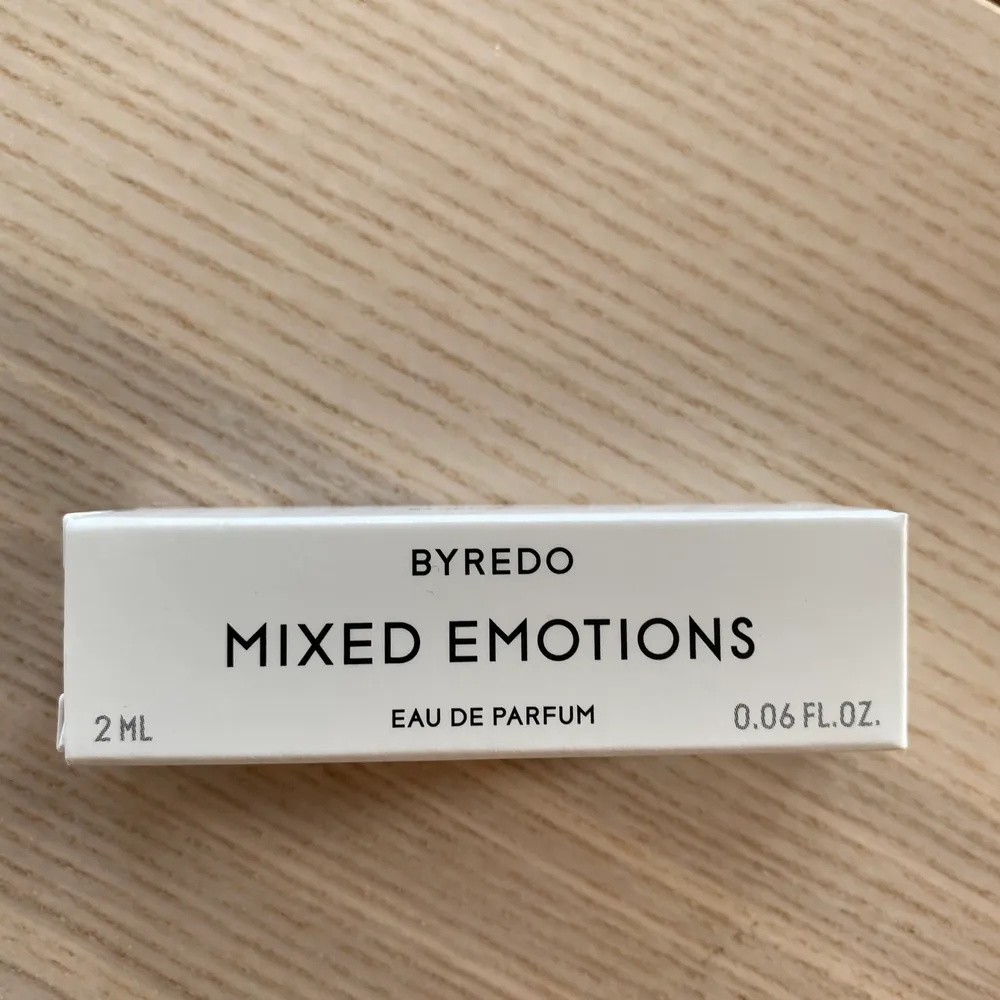 BYREDO
MIXED EMOTIONS
2 ML EAU DE PARFUM 0.06 FL.OZ.